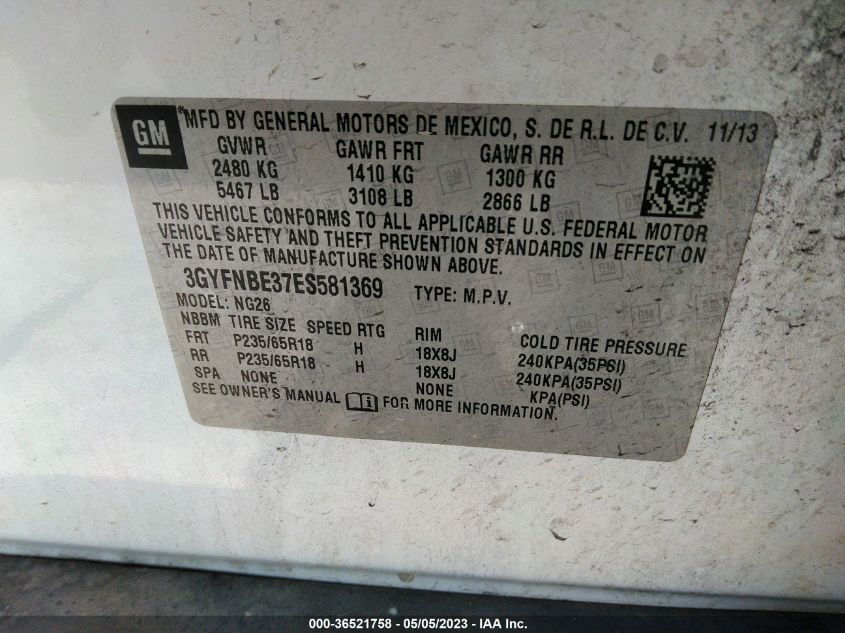 GM
MFD BY GENERAL MOTORS DE MEXICO, S. DE R.L. DE C.V. 11/13
GVWR GAWR FRT GAWR RR
2480 KG 1410 KG 1300 KG
5467 LB 3108 LB 2866 LB
THIS VEHICLE CONFORMS TO ALL APPLICABLE U.S. FEDERAL MOTOR
VEHICLE SAFETY AND THEFT PREVENTION STANDARDS IN EFFECT ON
THE DATE OF MANUFACTURE SHOWN ABOVE.
3GYFNBE37ES581369 TYPE: M.P.V.
MODEL: NG26
NBBM TIRE SIZE SPEED RTG RIM COLD TIRE PRESSURE
FRT P235/65R18 H 18X8J 240KPA(35PSI)
RR P235/65R18 H 18X8J 240KPA(35PSI)
SPA NONE NONE KPA(PSI)
SEE OWNER'S MANUAL FOR MORE INFORMATION.
000-36521758 - 05/05/2023 - IAA Inc.